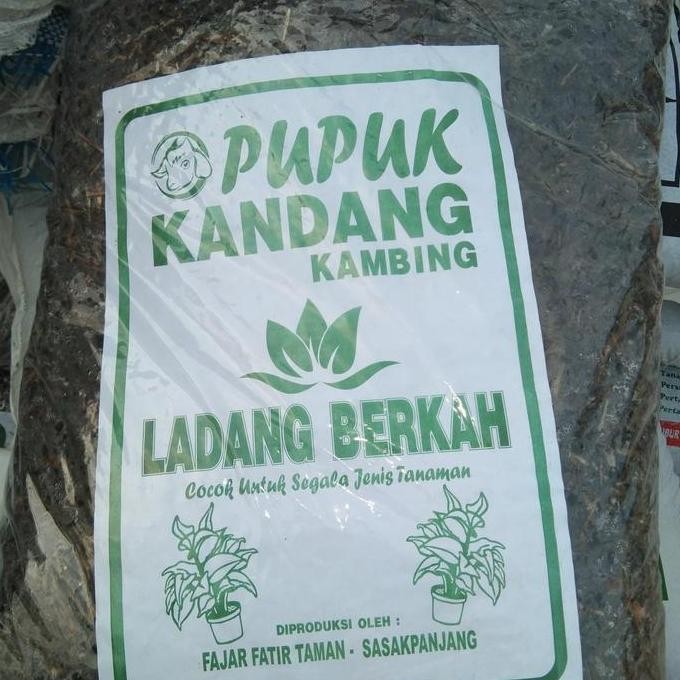 PUPUK
KANDANG
KAMBING
LADANG BERKAH
Cocok Untuk Segala Jenis Tanaman
DIPRODUKSI OLEH :
FAJAR FATIR TAMAN - SASAKPANJANG